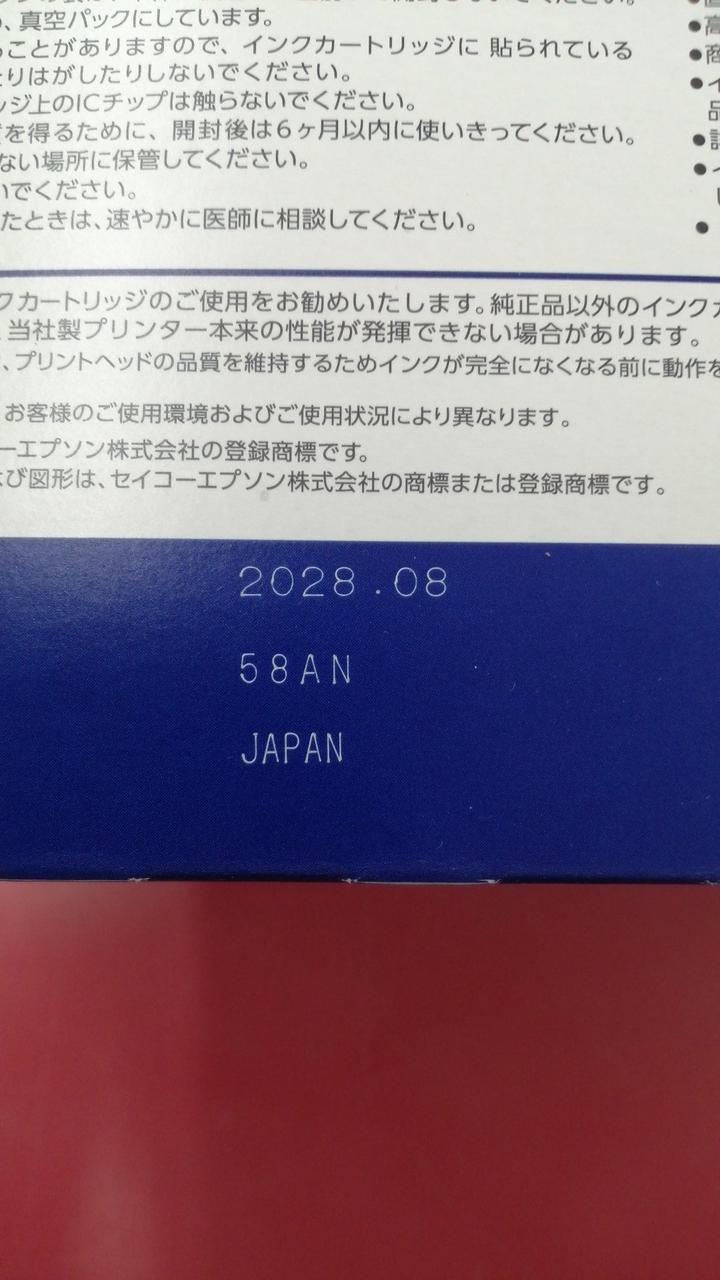 、真空パックにしています。
ことがありますので、インクカートリッジに 貼られている
たりはがしたりしないでください。
ッジ上のICチップは触らないでください。
を得るために、開封後は6ヶ月以内に使いきってください。
ない場所に保管してください。
いでください。
たときは、速やかに医師に相談してください。
クカートリッジのご使用をお勧めいたします。純正品以外のインクカ
当社製プリンター本来の性能が発揮できない場合があります。
、プリントヘッドの品質を維持するためインクが完全になくなる前に動作を
お客様のご使用環境およびご使用状況により異なります。
ーエプソン株式会社の登録商標です。
よび図形は、セイコーエプソン株式会社の商標または登録商標です。
2028.08
58AN
JAPAN